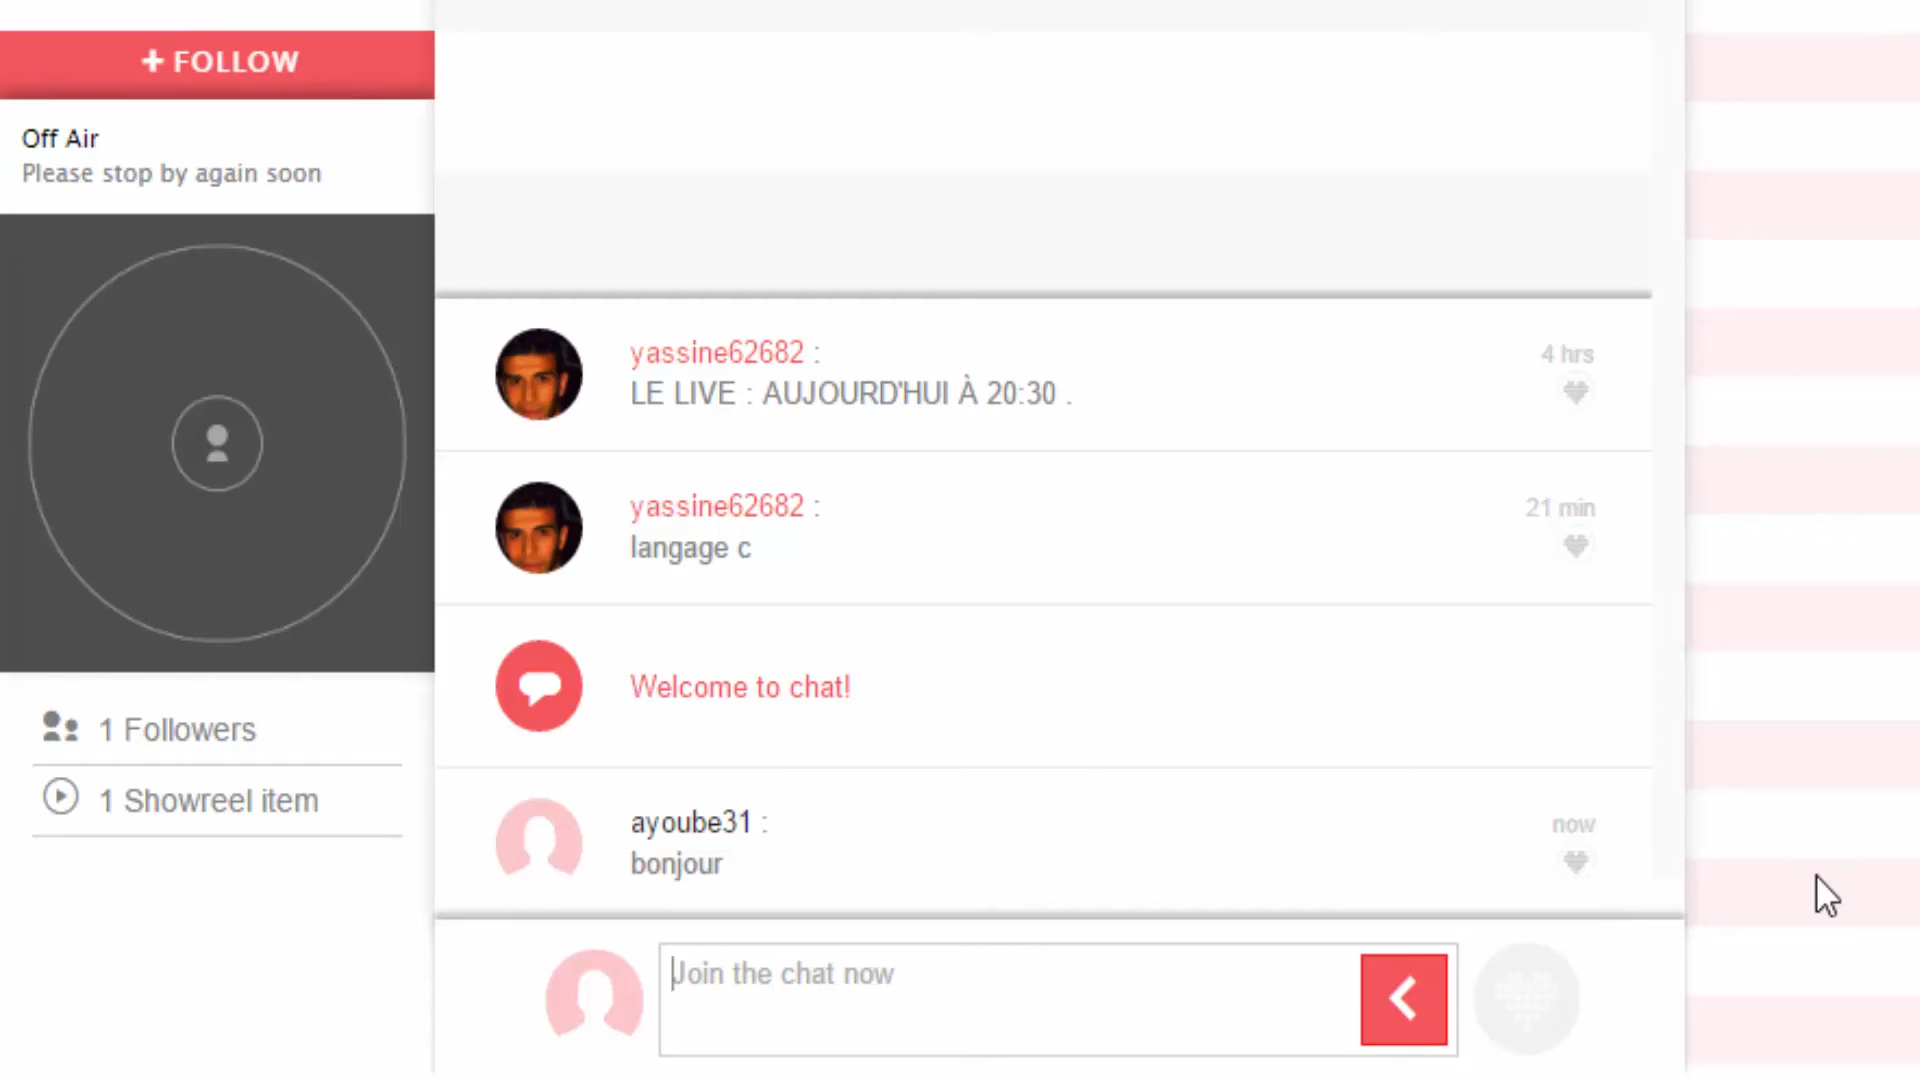 + FOLLOW
Off Air
Please stop by again soon
1 Followers
1 Showreel item
yassine62682 :
4 hrs
LE LIVE : AUJOURD'HUI À 20:30 .
yassine62682 :
21 min
langage c
Welcome to chat!
ayoube31 :
now
bonjour
Join the chat now